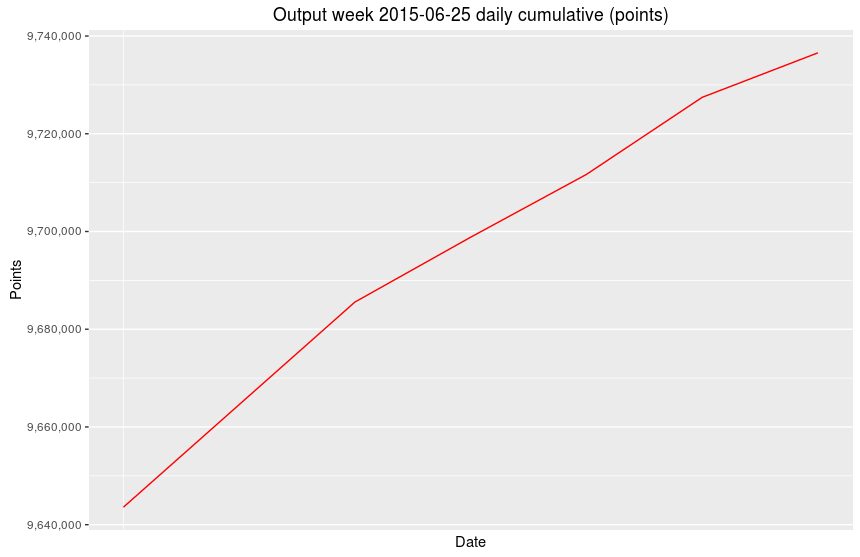 Output week 2015-06-25 daily cumulative (points)
9,740,000
9,720,000
9,700,000
9,680,000
9,660,000
9,640,000
Points
Date